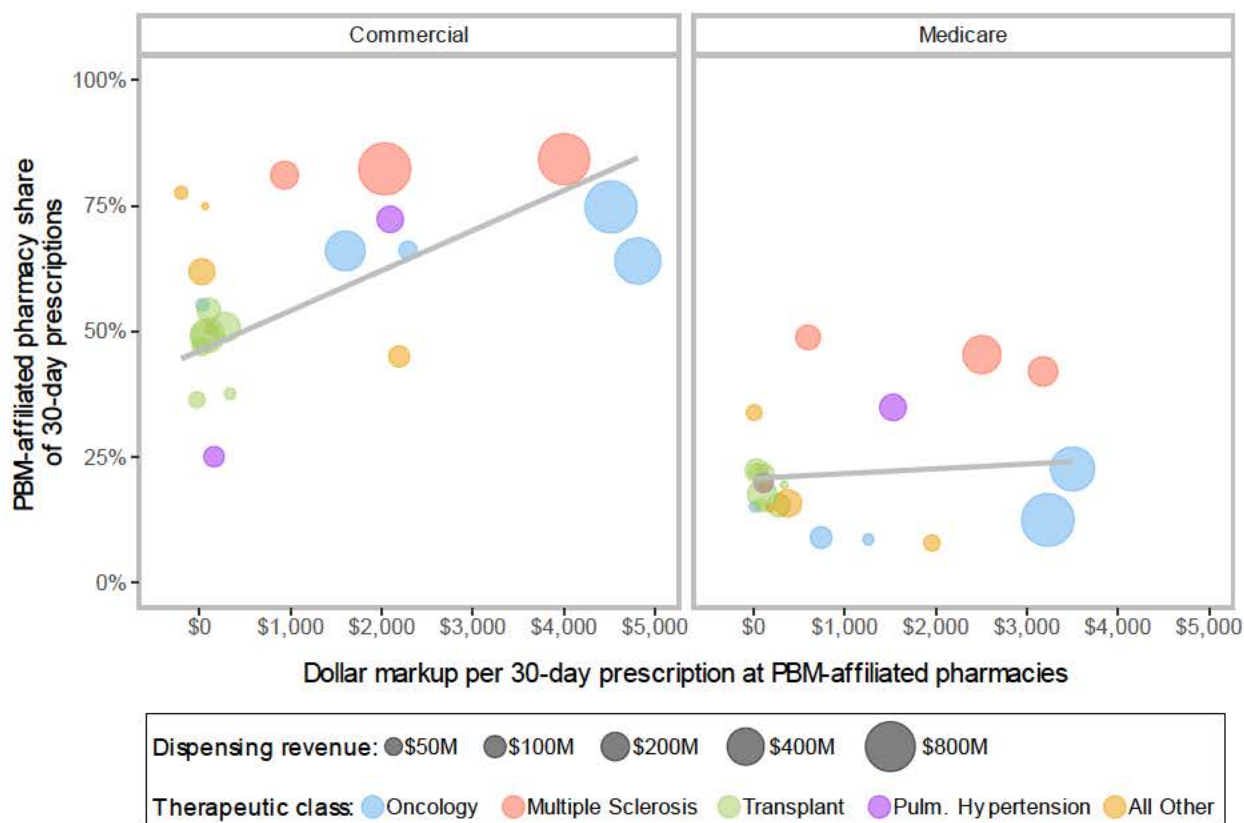 Commercial
Medicare
100%
75%
50%
25%
0%
PBM-affiliated pharmacy share
of 30-day prescriptions
$0 $1,000 $2,000 $3,000 $4,000 $5,000
$0 $1,000 $2,000 $3,000 $4,000 $5,000
Dollar markup per 30-day prescription at PBM-affiliated pharmacies
Dispensing revenue: $50M $100M $200M $400M $800M
Therapeutic class: Oncology Multiple Sclerosis Transplant Pulm. Hypertension All Other